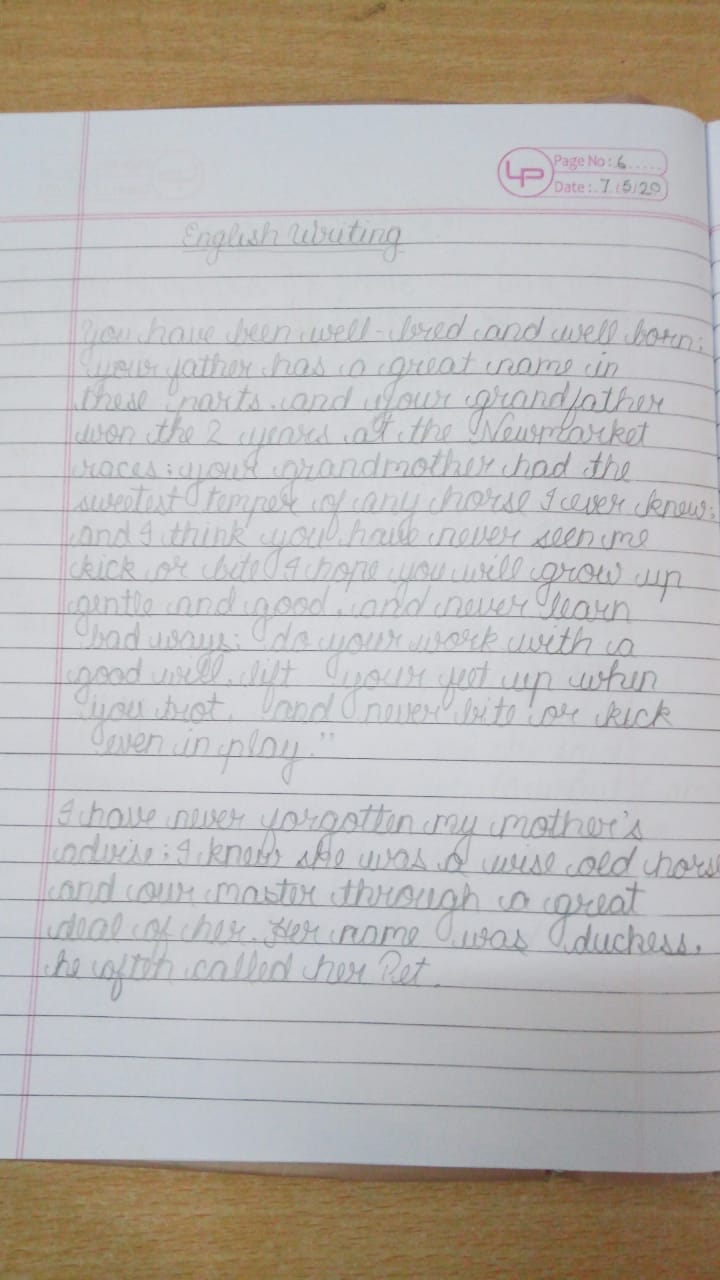 LP
Page No: 6
Date: 7/5/20
English Writing
you have been well-bred and well born;
your father has a great name in
these parts. and your grandfather
won the 2 years at the Newmarket
races; your grandmother had the
sweetest temper of any horse I ever knew;
and I think you have never seen me
kick or bite I hope you will grow up
gentle and good. and never learn
bad ways; do your work with a
good will. lift your feet up when
you trot. and never bite or kick
even in play."
I have never forgotten my mother's
advise; I knew she was a wise old horse
and our master through a great
deal of her. Her name was duchess.
he often called her Pet.